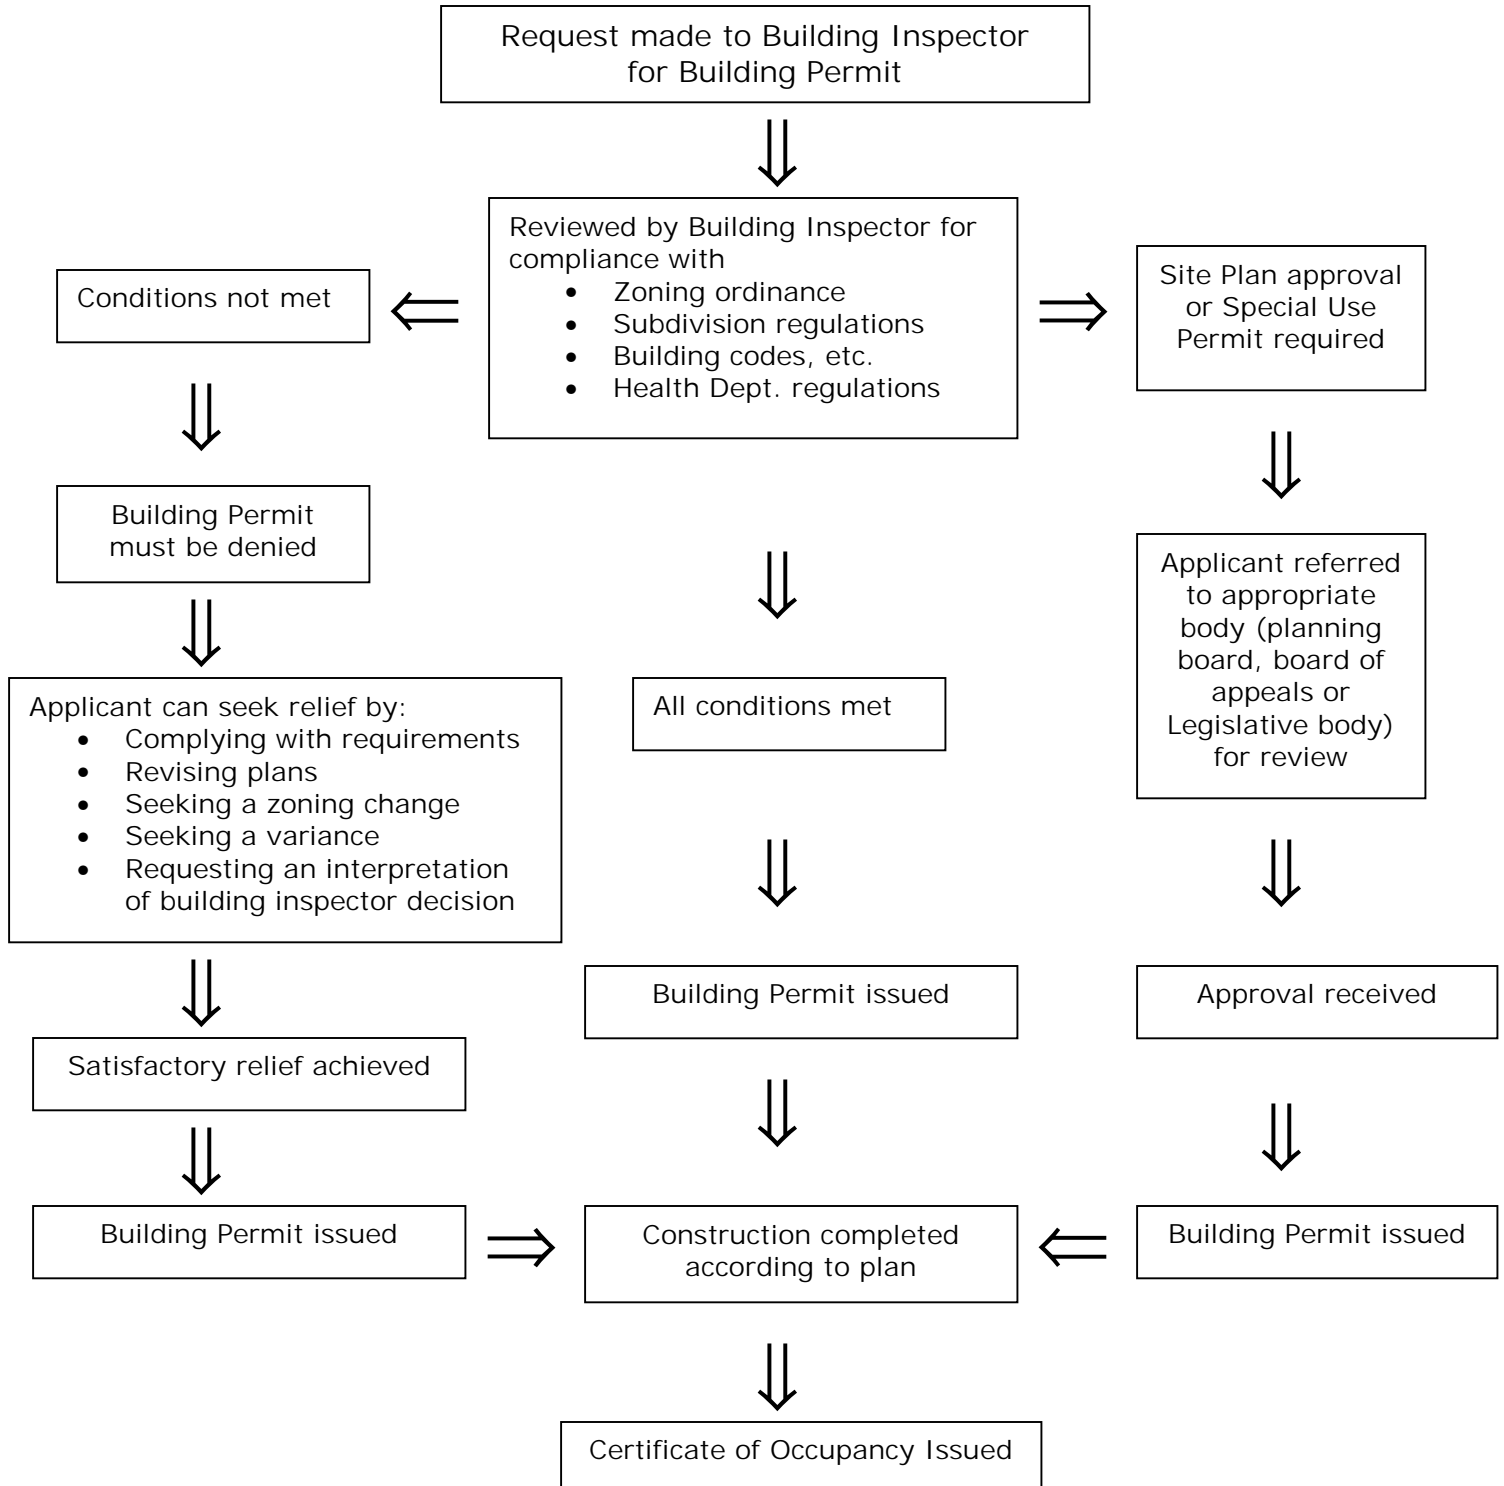 Request made to Building Inspector
for Building Permit
Reviewed by Building Inspector for
compliance with
• Zoning ordinance
• Subdivision regulations
• Building codes, etc.
• Health Dept. regulations
Conditions not met
Site Plan approval
or Special Use
Permit required
Building Permit
must be denied
Applicant referred
to appropriate
body (planning
board, board of
appeals or
Legislative body)
for review
Applicant can seek relief by:
• Complying with requirements
• Revising plans
• Seeking a zoning change
• Seeking a variance
• Requesting an interpretation
of building inspector decision
All conditions met
Building Permit issued
Approval received
Satisfactory relief achieved
Building Permit issued
Construction completed
according to plan
Building Permit issued
Certificate of Occupancy Issued